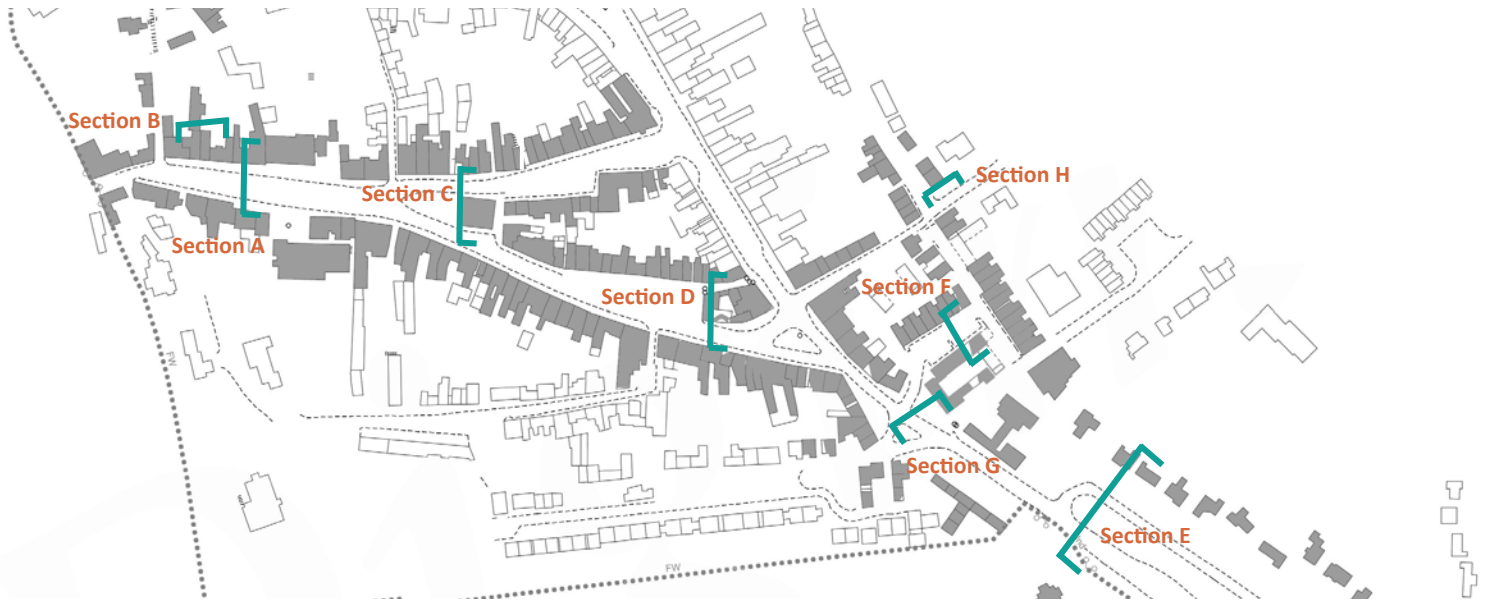 Section B
Section C
Section H
Section A
Section D
Section F
FW
Section G
Section E
FW